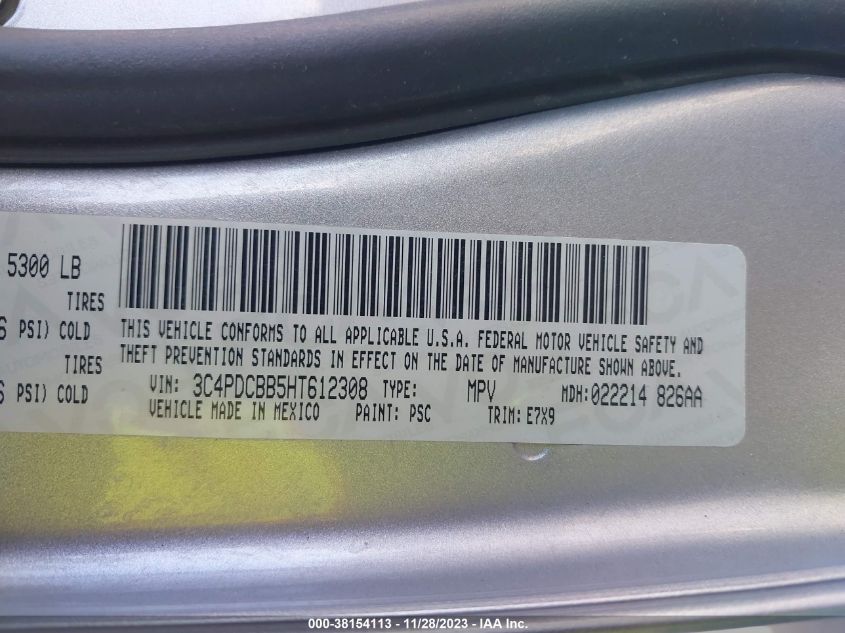 5300 LB
TIRES
PSI) COLD
TIRES
PSI) COLD
THIS VEHICLE CONFORMS TO ALL APPLICABLE U.S.A. FEDERAL MOTOR VEHICLE SAFETY AND
THEFT PREVENTION STANDARDS IN EFFECT ON THE DATE OF MANUFACTURE SHOWN ABOVE.
VIN: 3C4PDCBB5HT612308 TYPE: MPV MDH:022214 826AA
VEHICLE MADE IN MEXICO PAINT: PSC TRIM: E7X9
000-38154113 - 11/28/2023 - IAA Inc.